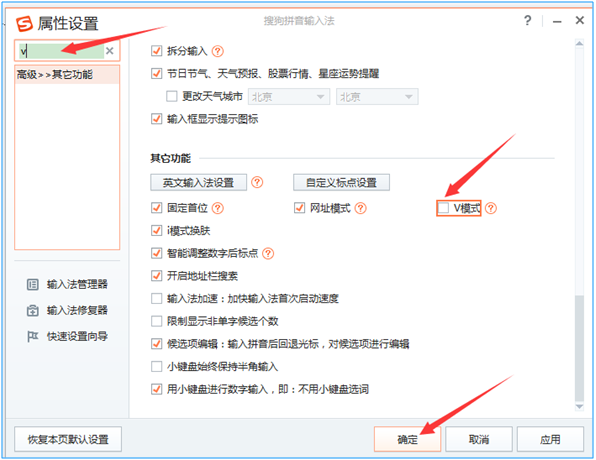 属性设置
搜狗拼音输入法
v
高级>>其它功能
拆分输入
节日节气、天气预报、股票行情、星座运势提醒
更改天气城市 北京 北京
输入框显示提示图标
其它功能
英文输入法设置 自定义标点设置
固定首位 网址模式 V模式
i模式换肤
智能调整数字后标点
开启地址栏搜素
输入法加速：加快输入法首次启动速度
限制显示非单字候选个数
候选项编辑：输入拼音后回退光标，对候选项进行编辑
小键盘始终保持半角输入
用小键盘进行数字输入，即：不用小键盘选词
输入法管理器
输入法修复器
快速设置向导
恢复本页默认设置 确定 取消 应用